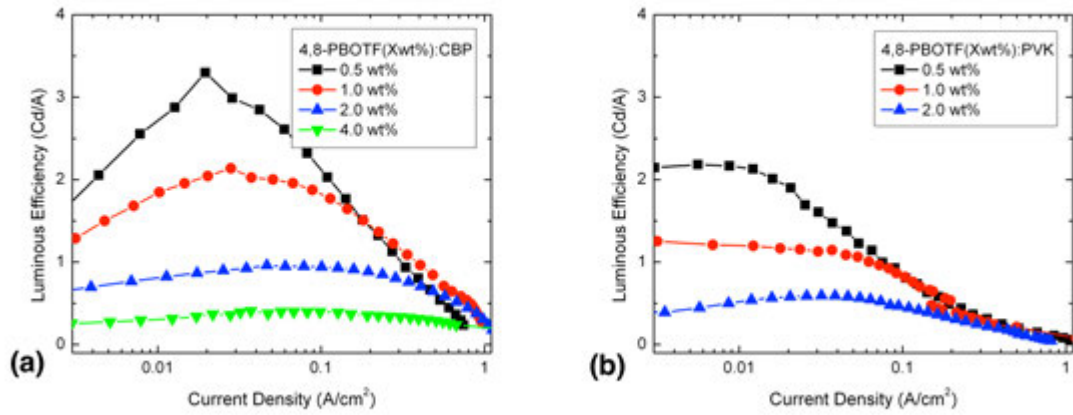 4
3
2
1
0
Luminous Efficiency (Cd/A)
4,8-PBOTF(Xwt%):CBP
0.5 wt%
1.0 wt%
2.0 wt%
4.0 wt%
0.01
0.1
1
Current Density (A/cm²)
(a)
4
3
2
1
0
Luminous Efficiency (Cd/A)
4,8-PBOTF(Xwt%):PVK
0.5 wt%
1.0 wt%
2.0 wt%
0.01
0.1
1
Current Density (A/cm²)
(b)